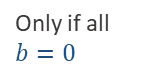 Only if all
b = 0